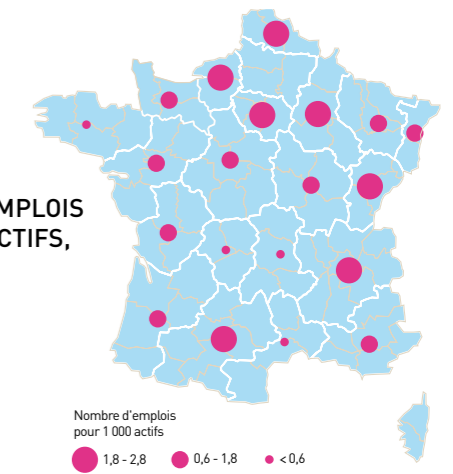 MPLOIS
CTIFS,
Nombre d'emplois
pour 1 000 actifs
1,8 - 2,8
0,6 - 1,8
< 0,6